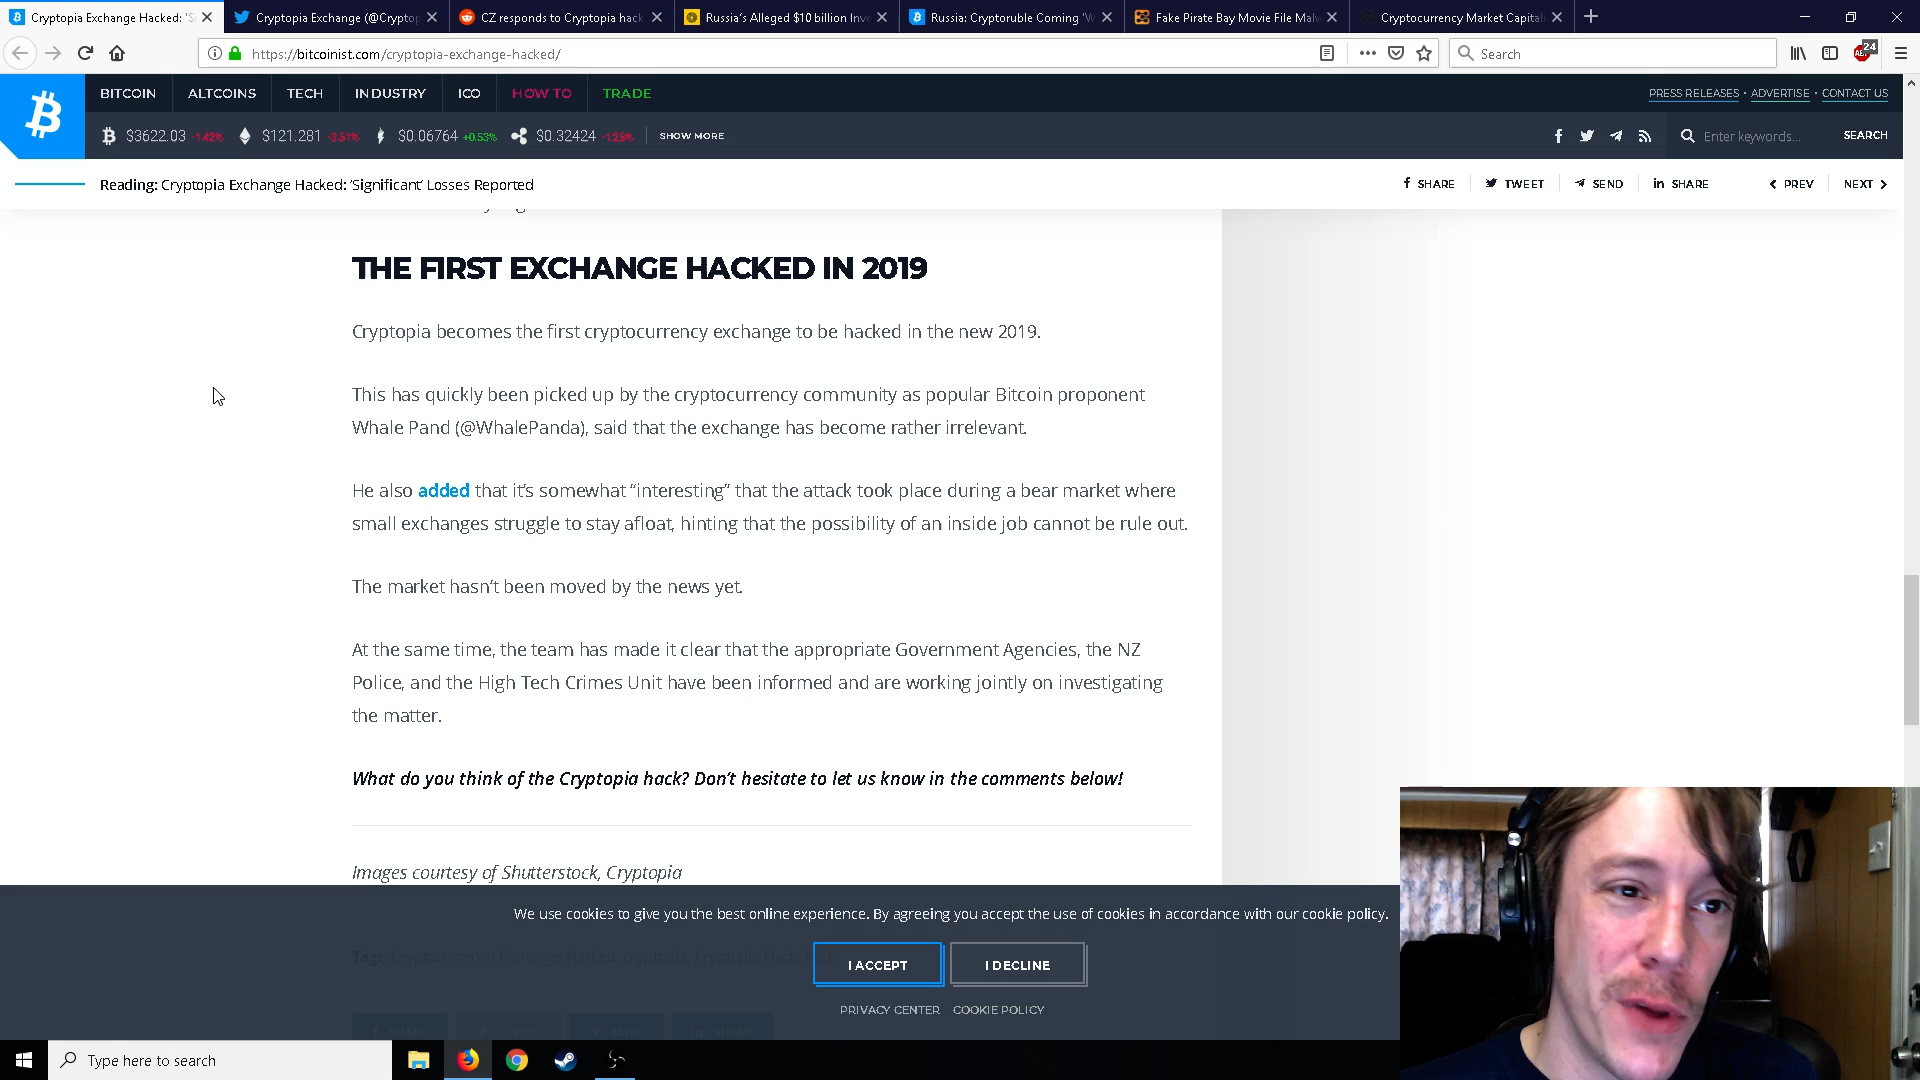 Cryptopia Exchange Hacked: 'S
Cryptopia Exchange (@Cryptop
CZ responds to Cryptopia hack
Russia's Alleged $10 billion Inve
Russia: Cryptoruble Coming 'W
Fake Pirate Bay Movie File Mal
Cryptocurrency Market Capitali
https://bitcoinist.com/cryptopia-exchange-hacked/
Search
24
BITCOIN ALTCOINS TECH INDUSTRY ICO HOW TO TRADE
PRESS RELEASES • ADVERTISE • CONTACT US
$3622.03 -1.42% $121.281 -3.51% $0.06764 +0.53% $0.32424 -1.25% SHOW MORE
Enter keywords... SEARCH
Reading: Cryptopia Exchange Hacked: 'Significant' Losses Reported
SHARE TWEET SEND SHARE PREV NEXT
THE FIRST EXCHANGE HACKED IN 2019
Cryptopia becomes the first cryptocurrency exchange to be hacked in the new 2019.
This has quickly been picked up by the cryptocurrency community as popular Bitcoin proponent
Whale Pand (@WhalePanda), said that the exchange has become rather irrelevant.
He also added that it's somewhat "interesting" that the attack took place during a bear market where
small exchanges struggle to stay afloat, hinting that the possibility of an inside job cannot be rule out.
The market hasn't been moved by the news yet.
At the same time, the team has made it clear that the appropriate Government Agencies, the NZ
Police, and the High Tech Crimes Unit have been informed and are working jointly on investigating
the matter.
What do you think of the Cryptopia hack? Don't hesitate to let us know in the comments below!
Images courtesy of Shutterstock, Cryptopia
We use cookies to give you the best online experience. By agreeing you accept the use of cookies in accordance with our cookie policy.
I ACCEPT I DECLINE
PRIVACY CENTER COOKIE POLICY
Type here to search